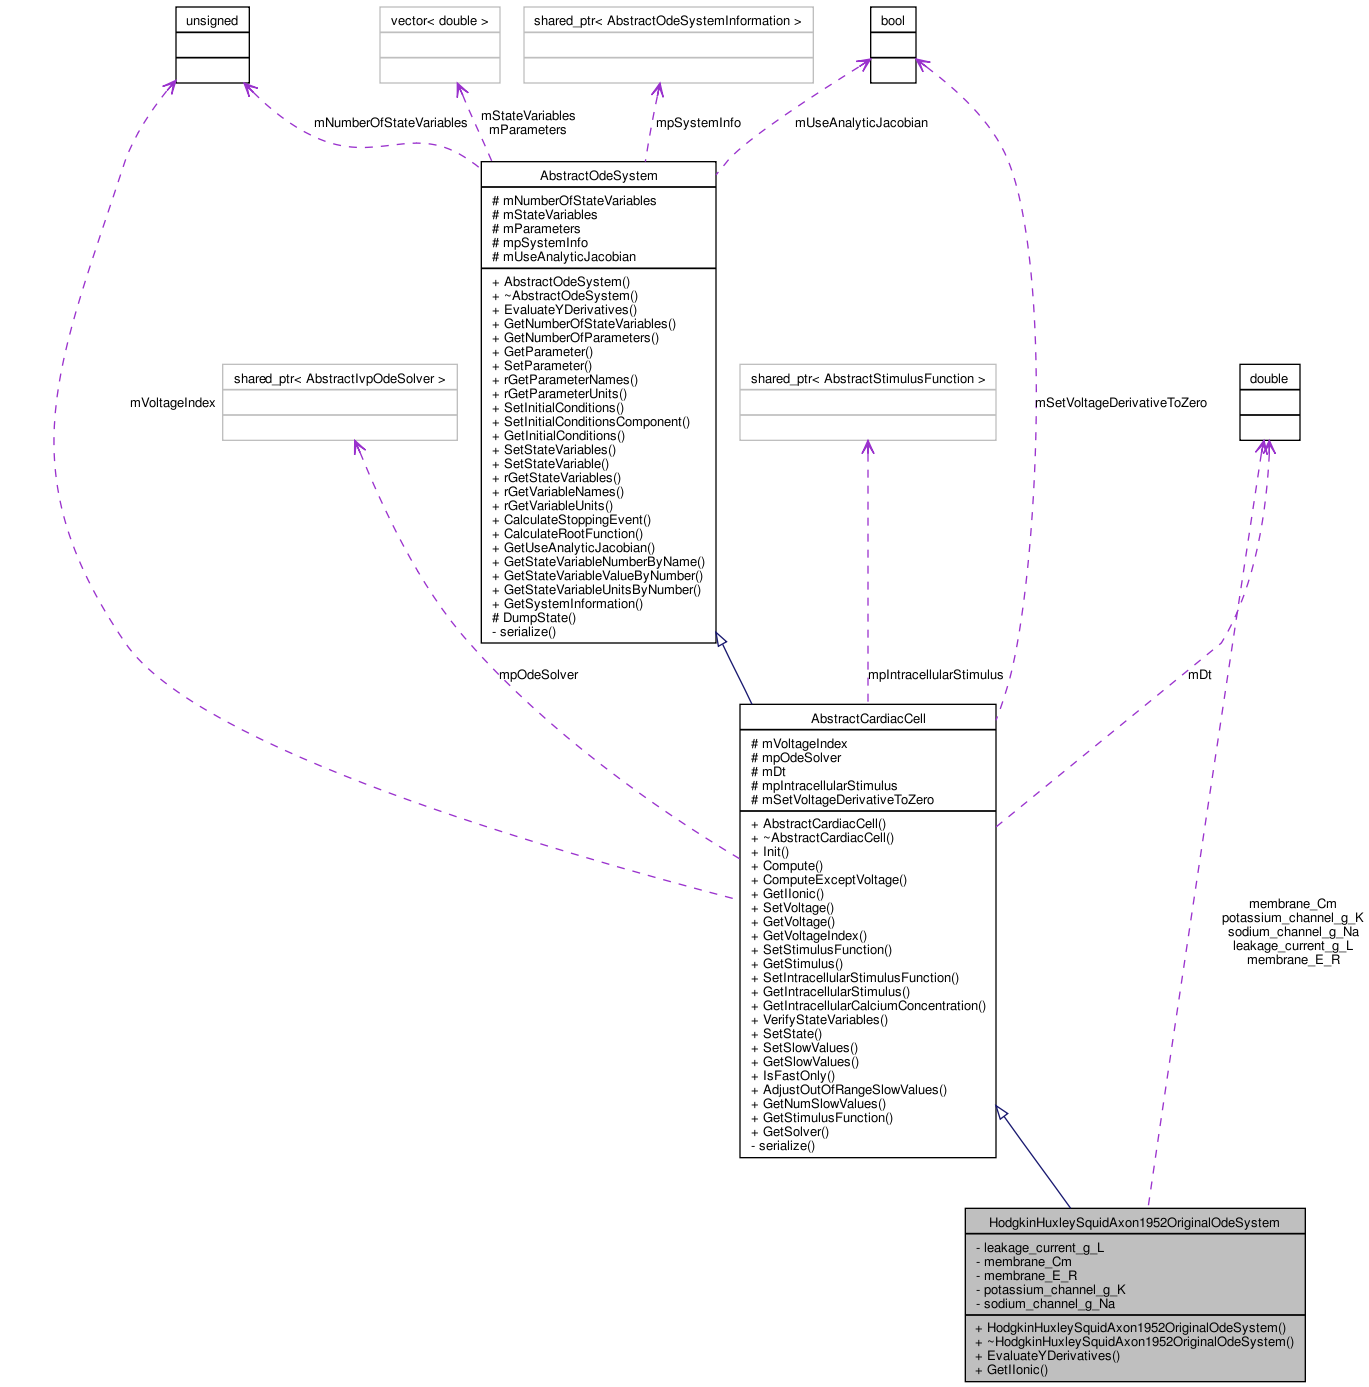 unsigned
vector< double >
shared_ptr< AbstractOdeSystemInformation >
bool
mNumberOfStateVariables
mStateVariables
mParameters
mpSystemInfo
mUseAnalyticJacobian
AbstractOdeSystem
# mNumberOfStateVariables
# mStateVariables
# mParameters
# mpSystemInfo
# mUseAnalyticJacobian
+ AbstractOdeSystem()
+ ~AbstractOdeSystem()
+ EvaluateYDerivatives()
+ GetNumberOfStateVariables()
+ GetNumberOfParameters()
+ GetParameter()
+ SetParameter()
+ rGetParameterNames()
+ rGetParameterUnits()
+ SetInitialConditions()
+ SetInitialConditionsComponent()
+ GetInitialConditions()
+ SetStateVariables()
+ SetStateVariable()
+ rGetStateVariables()
+ rGetVariableNames()
+ rGetVariableUnits()
+ CalculateStoppingEvent()
+ CalculateRootFunction()
+ GetUseAnalyticJacobian()
+ GetStateVariableNumberByName()
+ GetStateVariableValueByNumber()
+ GetStateVariableUnitsByNumber()
+ GetSystemInformation()
# DumpState()
- serialize()
mVoltageIndex
shared_ptr< AbstractIvpOdeSolver >
shared_ptr< AbstractStimulusFunction >
mSetVoltageDerivativeToZero
double
mpOdeSolver
mpIntracellularStimulus
mDt
AbstractCardiacCell
# mVoltageIndex
# mpOdeSolver
# mDt
# mpIntracellularStimulus
# mSetVoltageDerivativeToZero
+ AbstractCardiacCell()
+ ~AbstractCardiacCell()
+ Init()
+ Compute()
+ ComputeExceptVoltage()
+ GetIIonic()
+ SetVoltage()
+ GetVoltage()
+ GetVoltageIndex()
+ SetStimulusFunction()
+ GetStimulus()
+ SetIntracellularStimulusFunction()
+ GetIntracellularStimulus()
+ GetIntracellularCalciumConcentration()
+ VerifyStateVariables()
+ SetState()
+ SetSlowValues()
+ GetSlowValues()
+ IsFastOnly()
+ AdjustOutOfRangeSlowValues()
+ GetNumSlowValues()
+ GetStimulusFunction()
+ GetSolver()
- serialize()
membrane_Cm
potassium_channel_g_K
sodium_channel_g_Na
leakage_current_g_L
membrane_E_R
HodgkinHuxleySquidAxon1952OriginalOdeSystem
- leakage_current_g_L
- membrane_Cm
- membrane_E_R
- potassium_channel_g_K
- sodium_channel_g_Na
+ HodgkinHuxleySquidAxon1952OriginalOdeSystem()
+ ~HodgkinHuxleySquidAxon1952OriginalOdeSystem()
+ EvaluateYDerivatives()
+ GetIIonic()